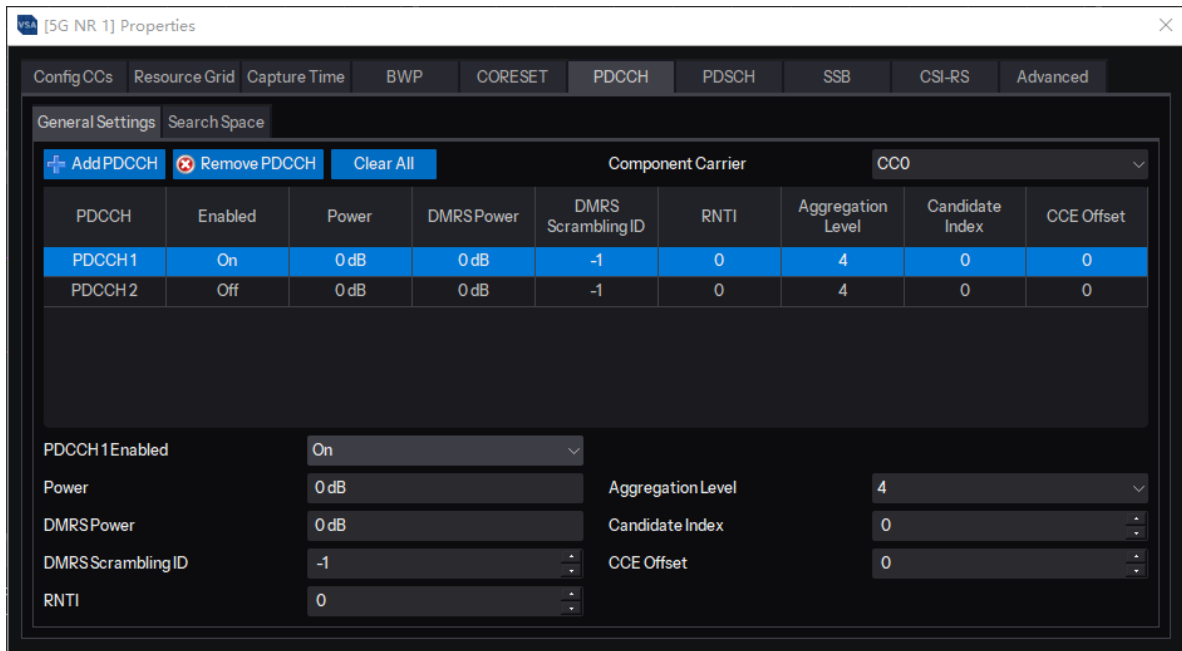 VSA [5G NR 1] Properties
Config CCs Resource Grid Capture Time BWP CORESET PDCCH PDSCH SSB CSI-RS Advanced
General Settings Search Space
Add PDCCH Remove PDCCH Clear All Component Carrier CC0
PDCCH Enabled Power DMRS Power DMRS Scrambling ID RNTI Aggregation Level Candidate Index CCE Offset
PDCCH 1 On 0 dB 0 dB -1 0 4 0 0
PDCCH 2 Off 0 dB 0 dB -1 0 4 0 0
PDCCH 1 Enabled On
Power 0 dB Aggregation Level 4
DMRS Power 0 dB Candidate Index 0
DMRS Scrambling ID -1 CCE Offset 0
RNTI 0